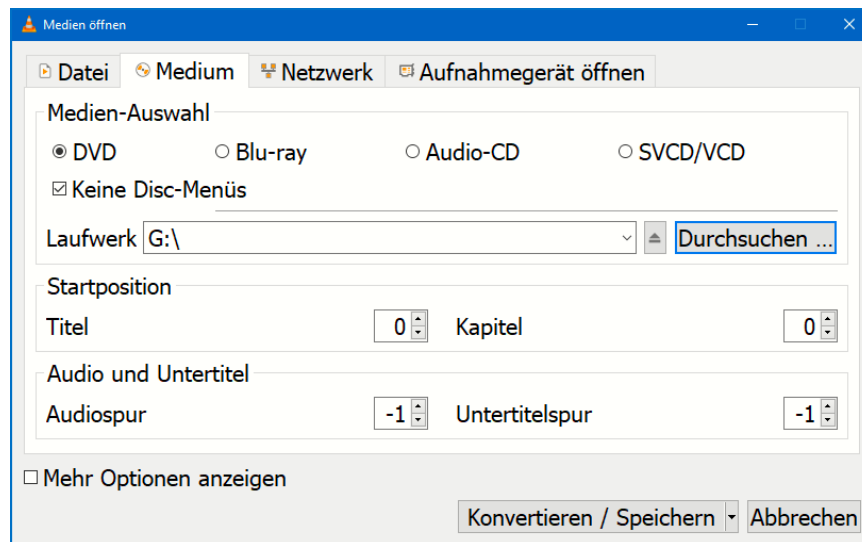 Medien öffnen
Datei Medium Netzwerk Aufnahmegerät öffnen
Medien-Auswahl
DVD Blu-ray Audio-CD SVCD/VCD
Keine Disc-Menüs
Laufwerk G:\ Durchsuchen ...
Startposition
Titel 0 Kapitel 0
Audio und Untertitel
Audiospur -1 Untertitelspur -1
Mehr Optionen anzeigen
Konvertieren / Speichern Abbrechen